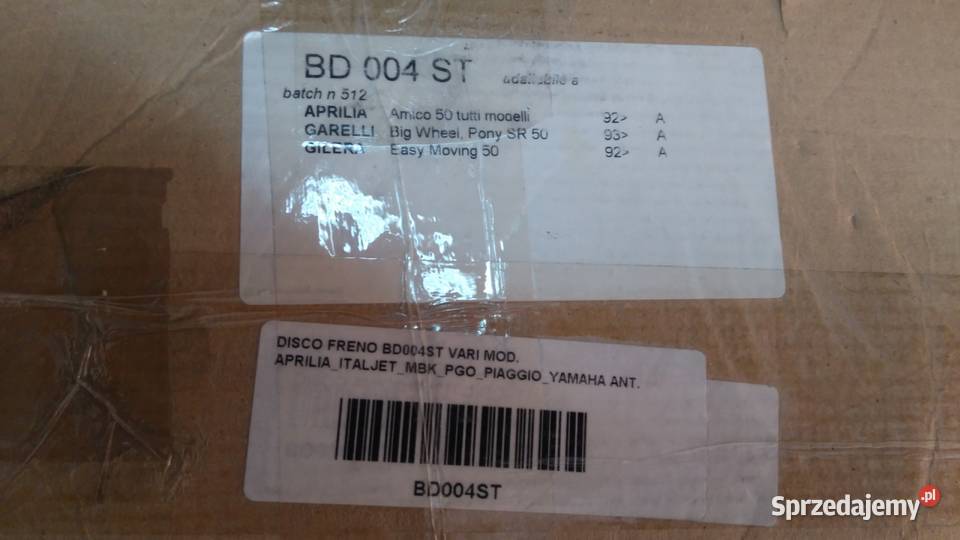 BD 004 ST adattabile a
batch n 512
APRILIA Amico 50 tutti modelli 92> A
GARELLI Big Wheel, Pony SR 50 93> A
GILERA Easy Moving 50 92> A
DISCO FRENO BD004ST VARI MOD.
APRILIA_ITALJET_MBK_PGO_PIAGGIO_YAMAHA ANT.
BD004ST
Sprzedajemy.pl